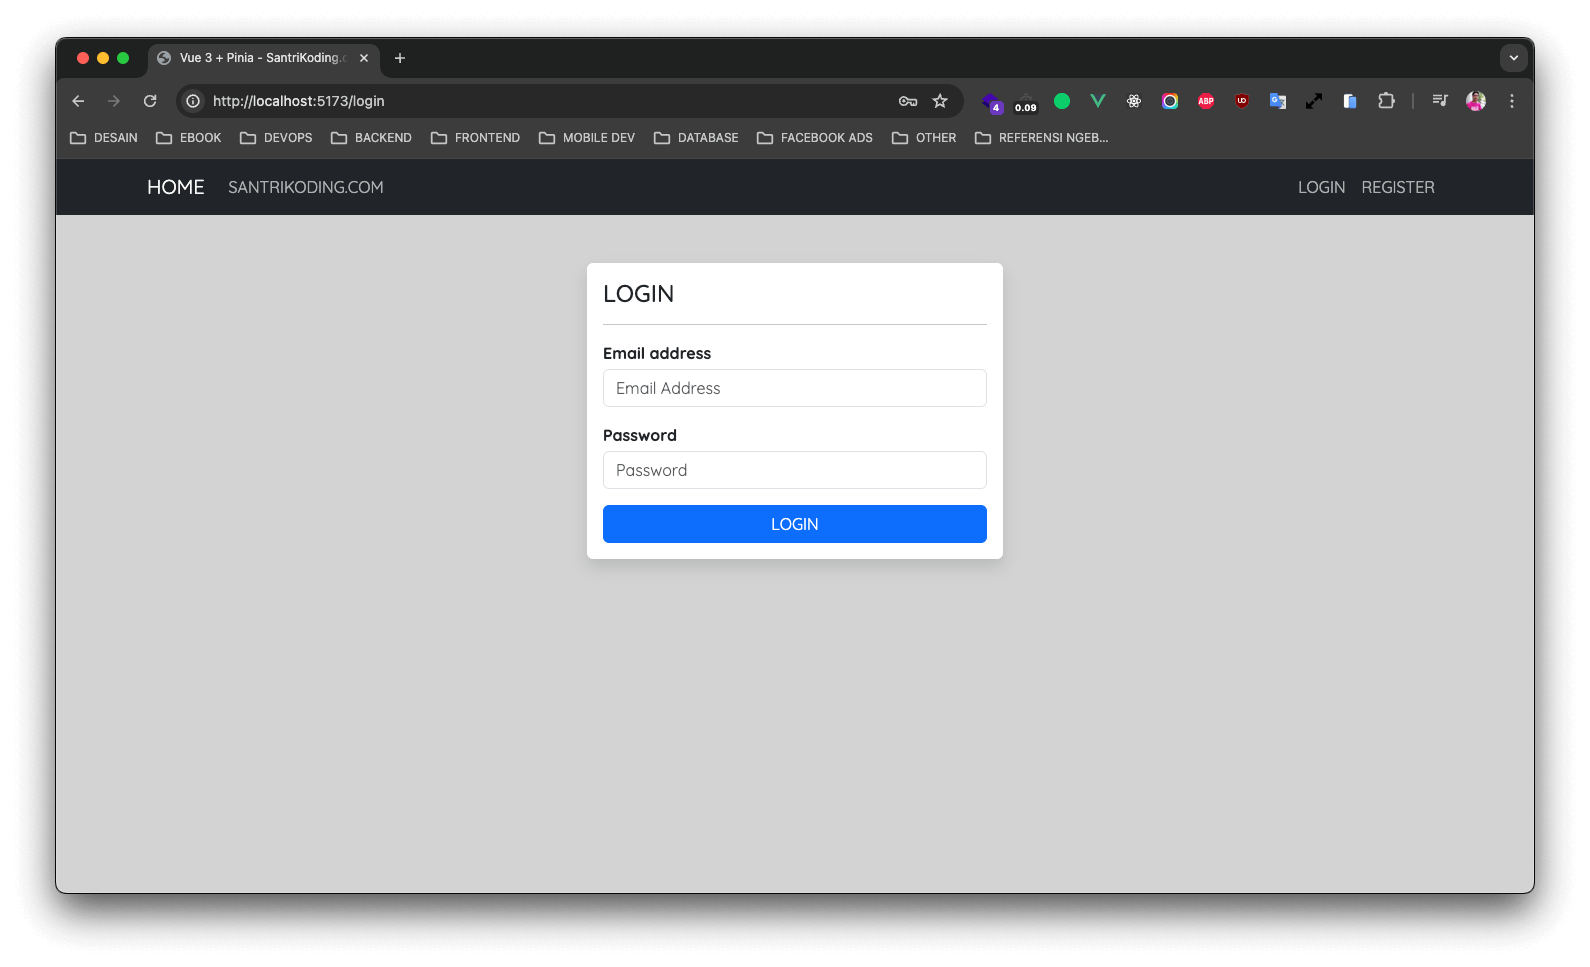 Vue 3 + Pinia - SantriKoding.c
http://localhost:5173/login
4
0.09
ABP
DESAIN EBOOK DEVOPS BACKEND FRONTEND MOBILE DEV DATABASE FACEBOOK ADS OTHER REFERENSI NGEB...
HOME SANTRIKODING.COM LOGIN REGISTER
LOGIN
Email address
Email Address
Password
Password
LOGIN